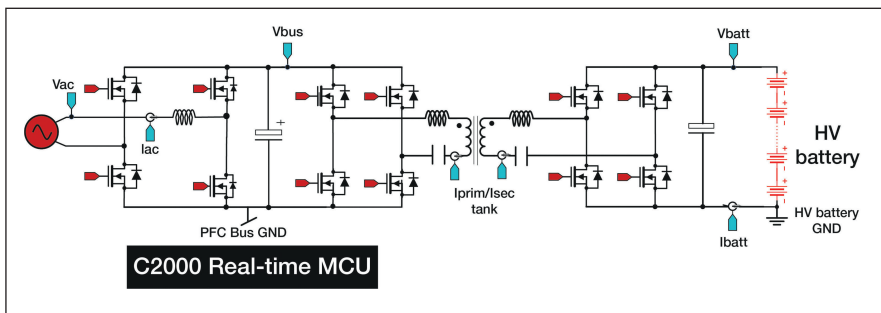 Vbus
Vbatt
Vac
+
Iac
Iprim/Isec
tank
PFC Bus GND
C2000 Real-time MCU
+
-
+
-
+
-
+
-
HV
battery
HV battery
GND
Ibatt